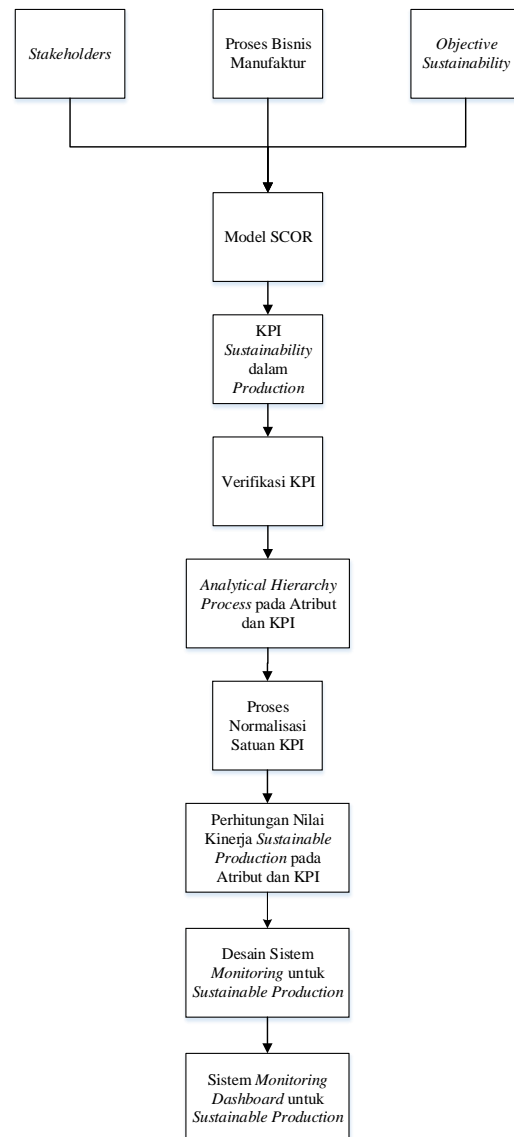 Stakeholders
Proses Bisnis
Manufaktur
Objective
Sustainability
Model SCOR
KPI
Sustainability
dalam
Production
Verifikasi KPI
Analytical Hierarchy
Process pada Atribut
dan KPI
Proses
Normalisasi
Satuan KPI
Perhitungan Nilai
Kinerja Sustainable
Production pada
Atribut dan KPI
Desain Sistem
Monitoring untuk
Sustainable Production
Sistem Monitoring
Dashboard untuk
Sustainable Production